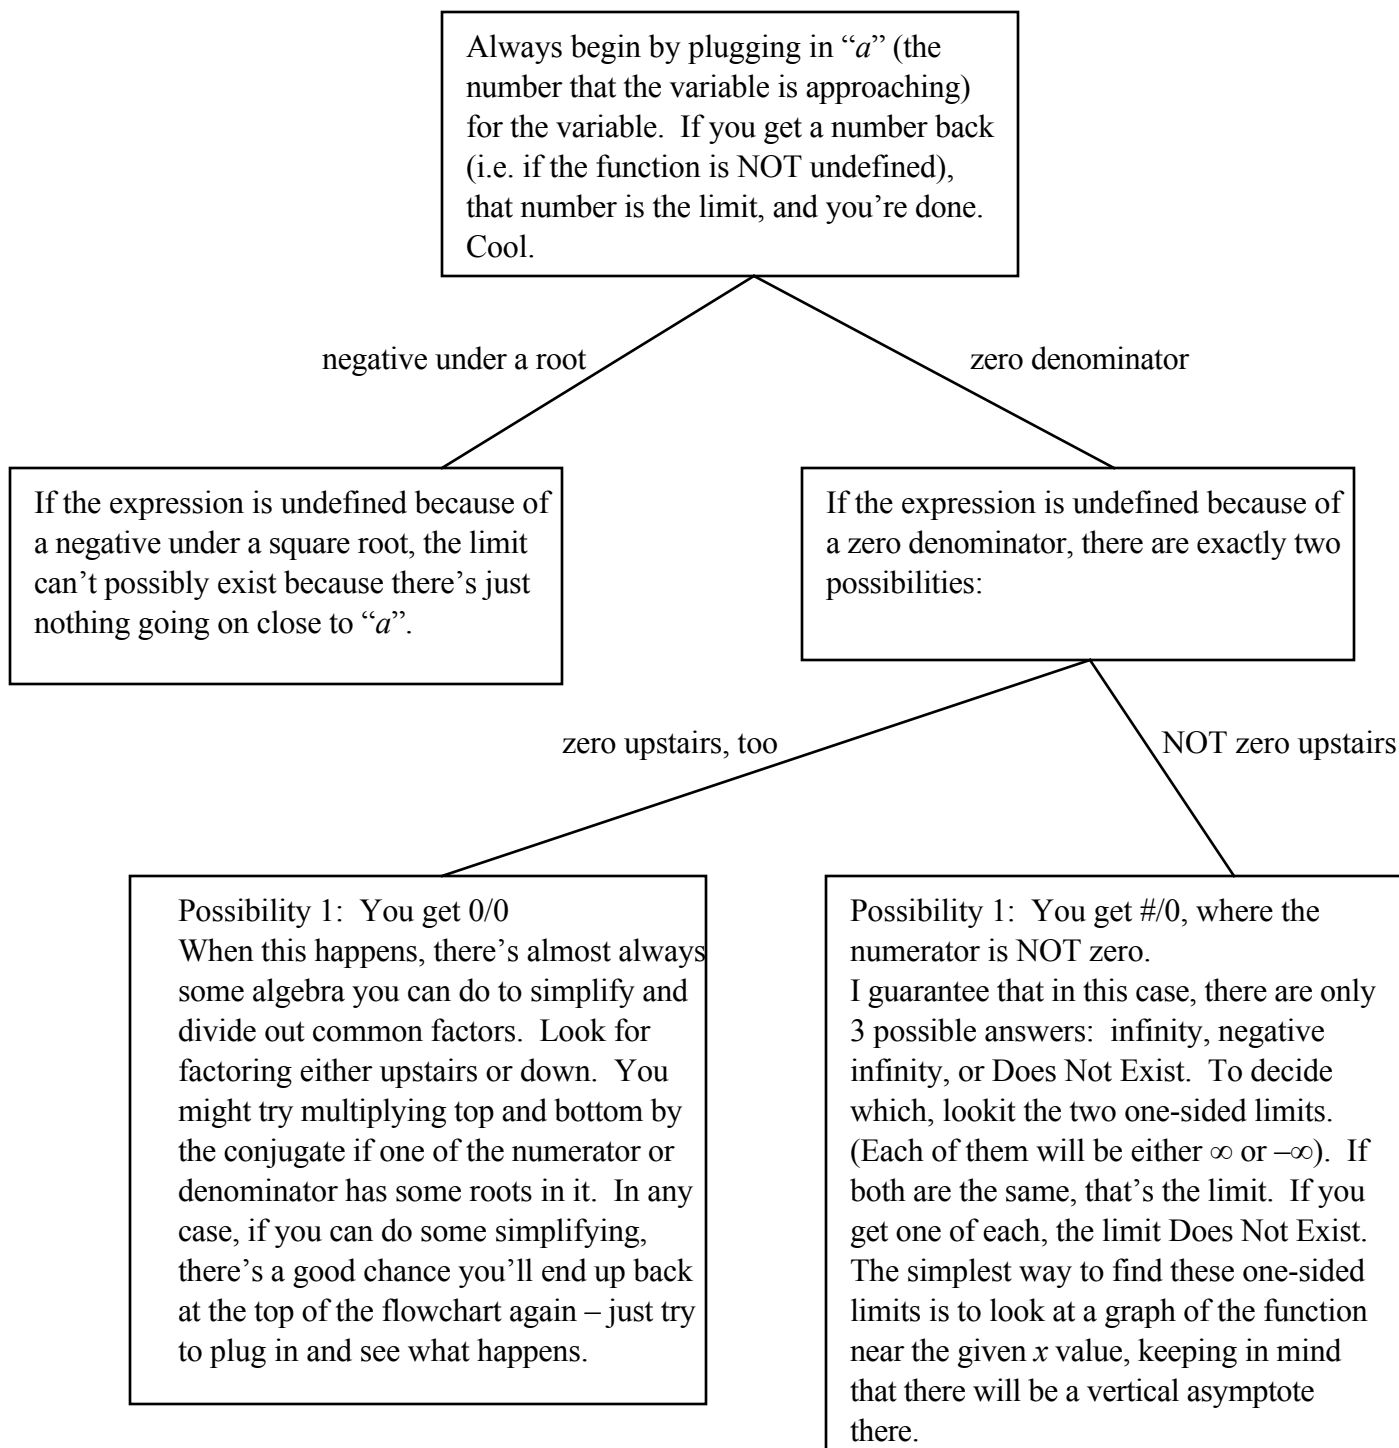 Always begin by plugging in “a” (the
number that the variable is approaching)
for the variable.  If you get a number back
(i.e. if the function is NOT undefined),
that number is the limit, and you’re done.
Cool.
negative under a root
zero denominator
If the expression is undefined because of
a negative under a square root, the limit
can’t possibly exist because there’s just
nothing going on close to “a”.
If the expression is undefined because of
a zero denominator, there are exactly two
possibilities:
zero upstairs, too
NOT zero upstairs
Possibility 1:  You get 0/0
When this happens, there’s almost always
some algebra you can do to simplify and
divide out common factors.  Look for
factoring either upstairs or down.  You
might try multiplying top and bottom by
the conjugate if one of the numerator or
denominator has some roots in it.  In any
case, if you can do some simplifying,
there’s a good chance you’ll end up back
at the top of the flowchart again – just try
to plug in and see what happens.
Possibility 1:  You get #/0, where the
numerator is NOT zero.
I guarantee that in this case, there are only
3 possible answers:  infinity, negative
infinity, or Does Not Exist.  To decide
which, lookit the two one-sided limits.
(Each of them will be either ∞ or –∞).  If
both are the same, that’s the limit.  If you
get one of each, the limit Does Not Exist.
The simplest way to find these one-sided
limits is to look at a graph of the function
near the given x value, keeping in mind
that there will be a vertical asymptote
there.